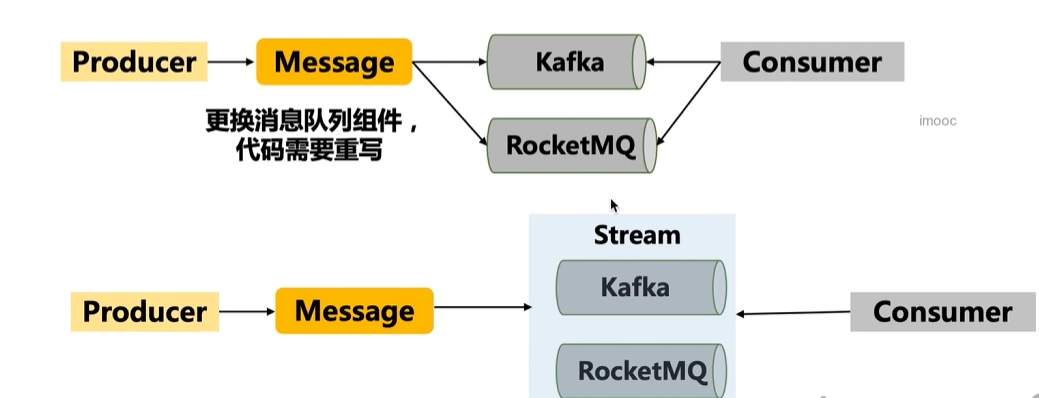 Producer
Message
Kafka
Consumer
更换消息队列组件，
代码需要重写
RocketMQ
imooc
Stream
Kafka
Producer
Message
Consumer
RocketMQ